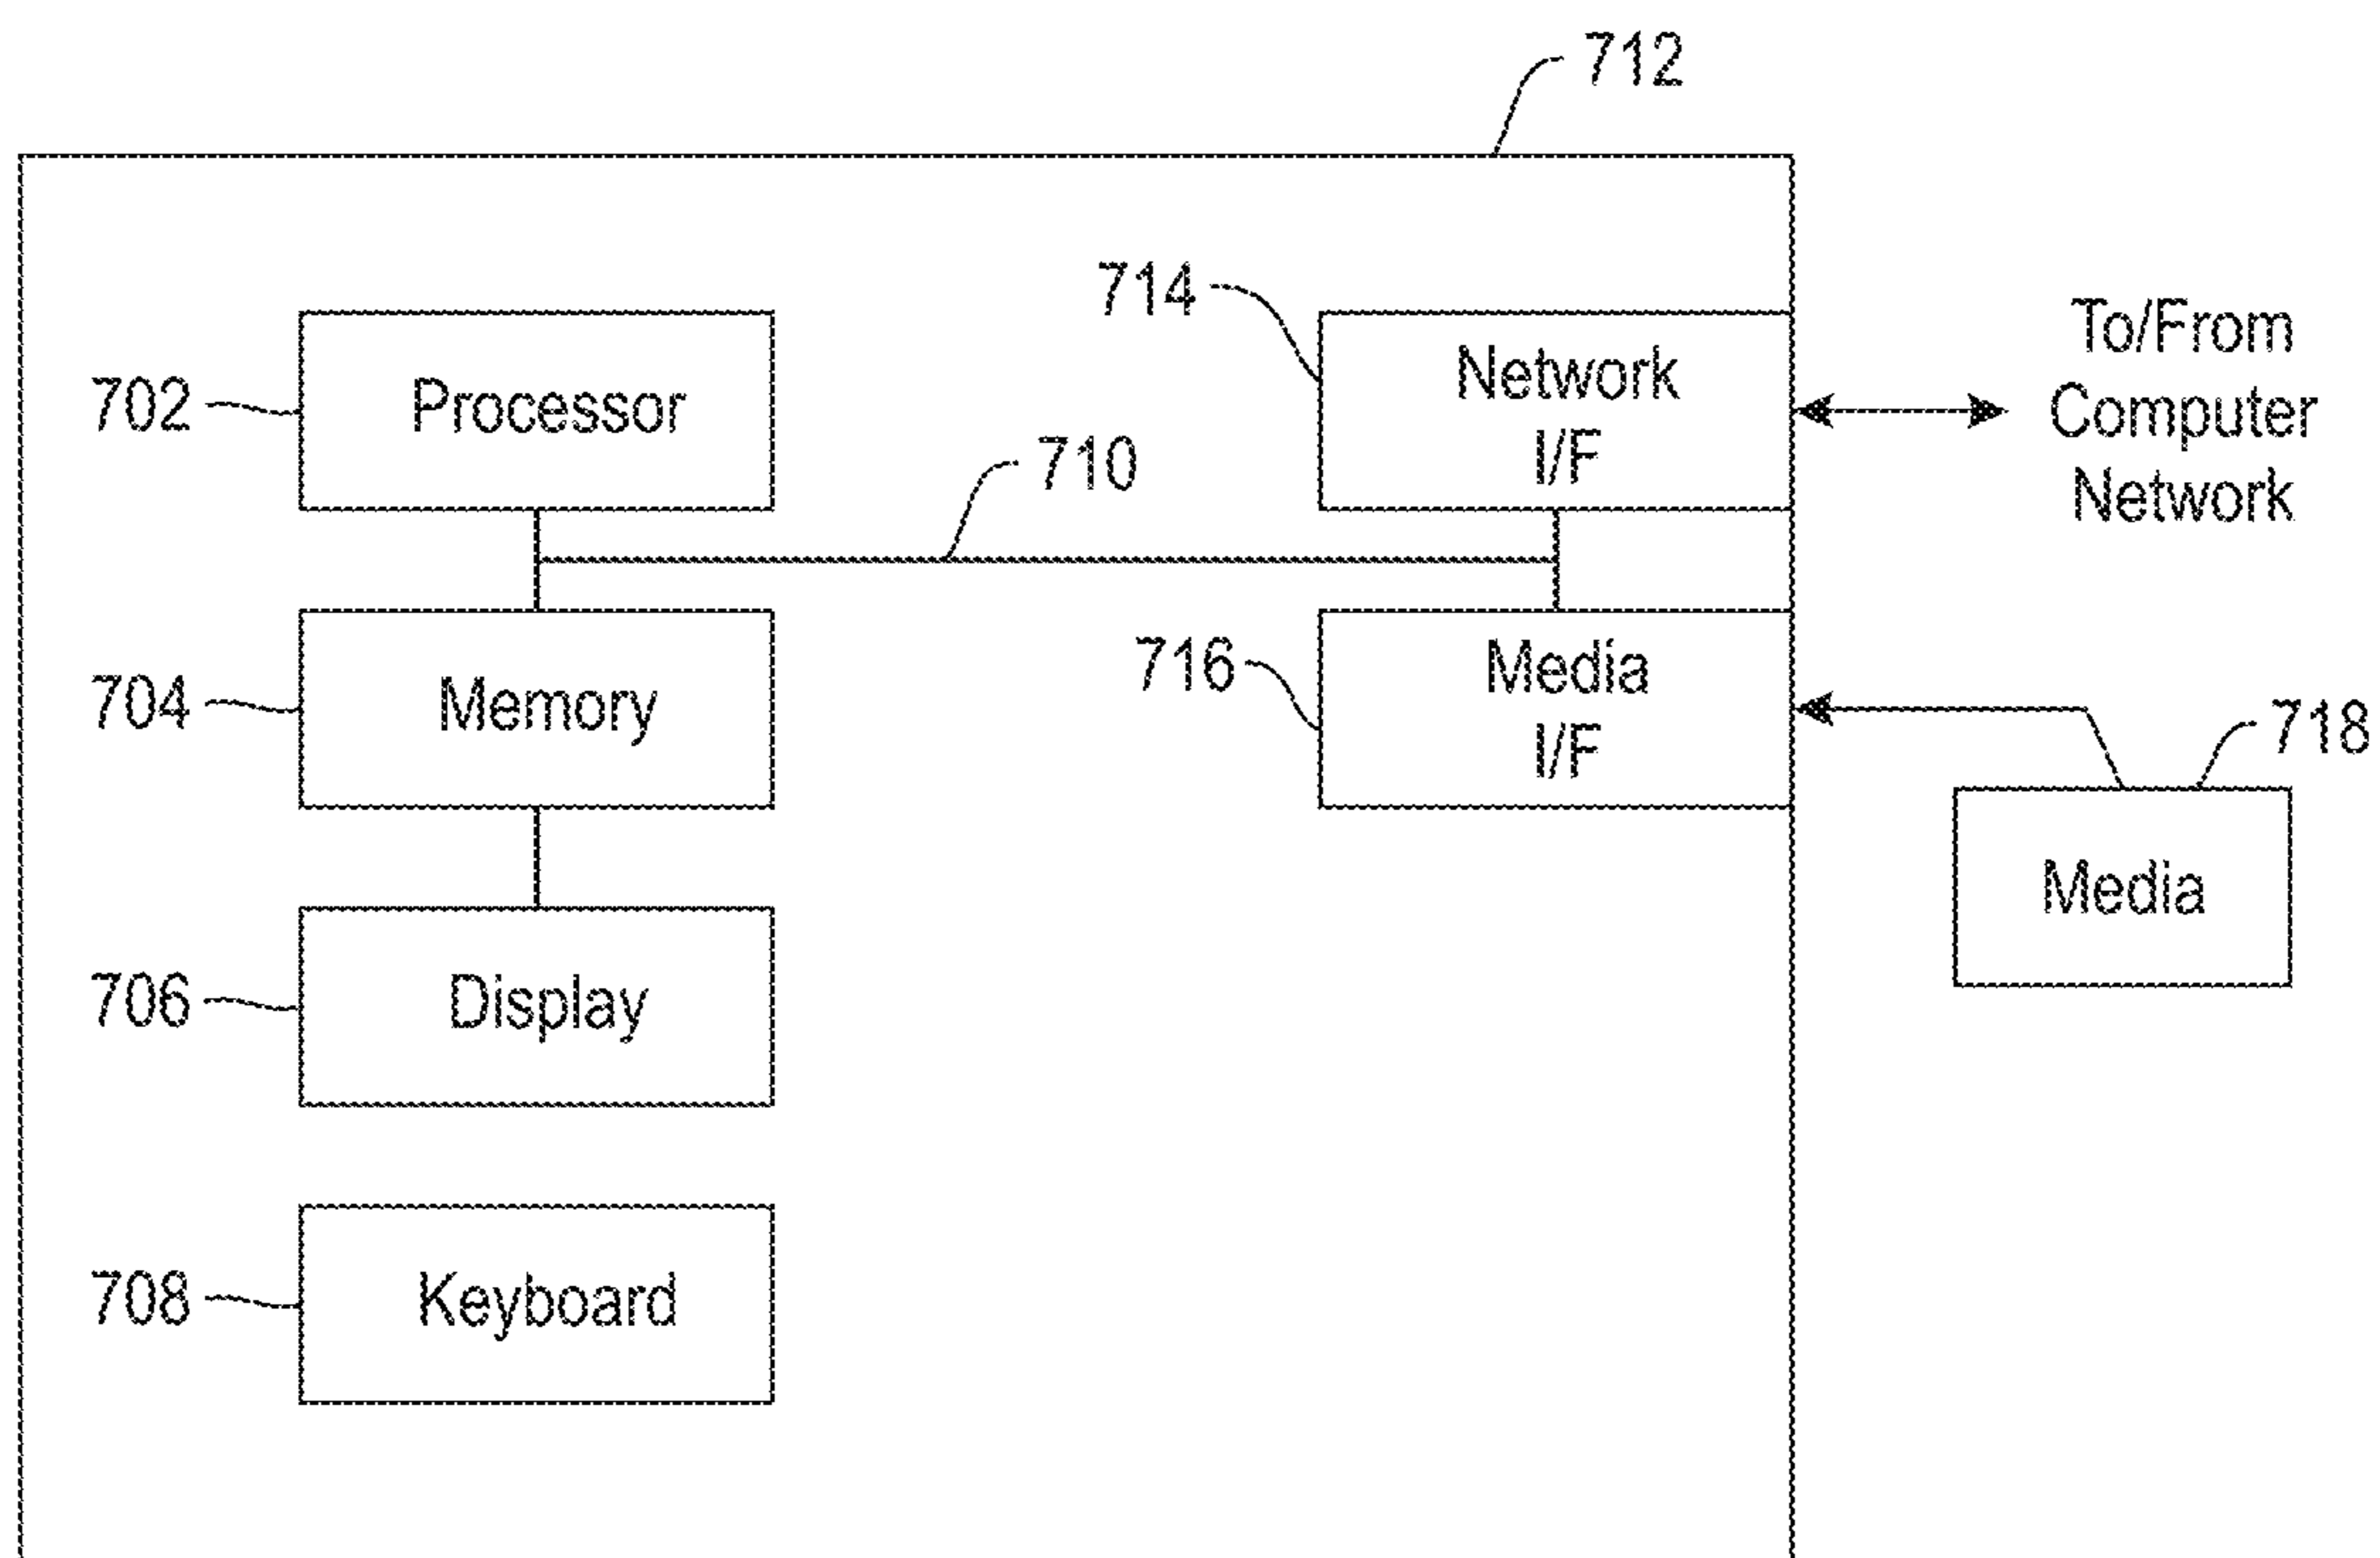 712
714
Network
I/F
To/From
Computer
Network
702
Processor
710
704
Memory
716
Media
I/F
718
Media
706
Display
708
Keyboard